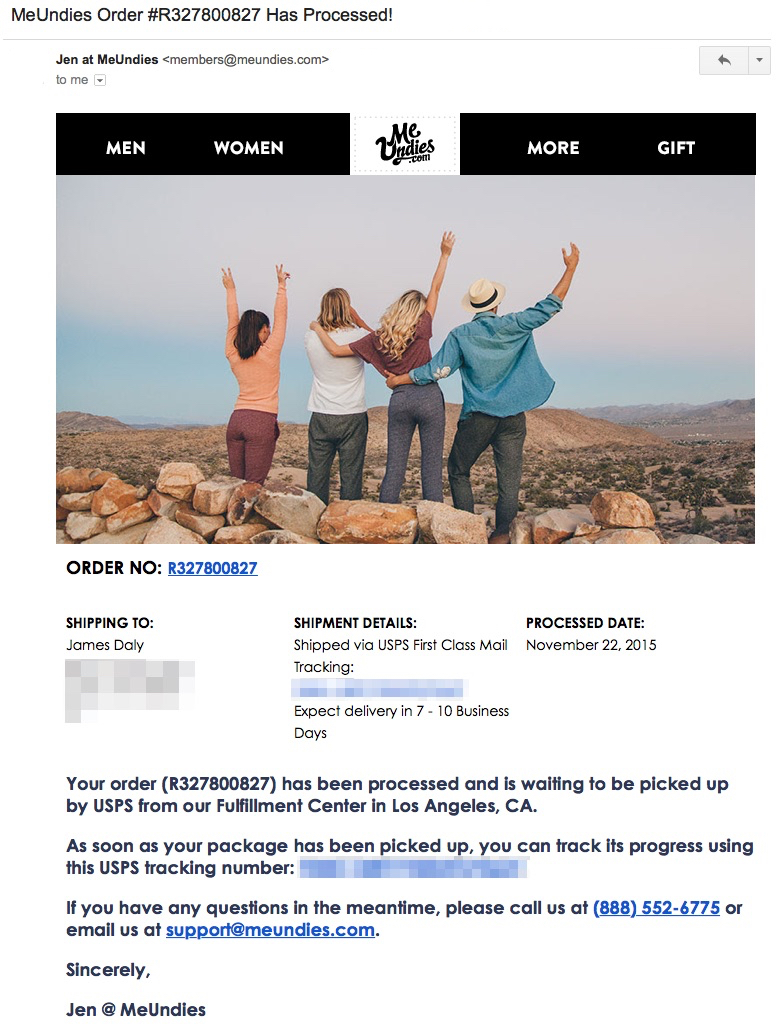 MeUndies Order #R327800827 Has Processed!
Jen at MeUndies <members@meundies.com>
to me
MEN WOMEN Me Undies .com MORE GIFT
ORDER NO: R327800827
SHIPPING TO:
James Daly
SHIPMENT DETAILS:
Shipped via USPS First Class Mail
Tracking:
Expect delivery in 7 - 10 Business
Days
PROCESSED DATE:
November 22, 2015
Your order (R327800827) has been processed and is waiting to be picked up
by USPS from our Fulfillment Center in Los Angeles, CA.
As soon as your package has been picked up, you can track its progress using
this USPS tracking number:
If you have any questions in the meantime, please call us at (888) 552-6775 or
email us at support@meundies.com.
Sincerely,
Jen @ MeUndies